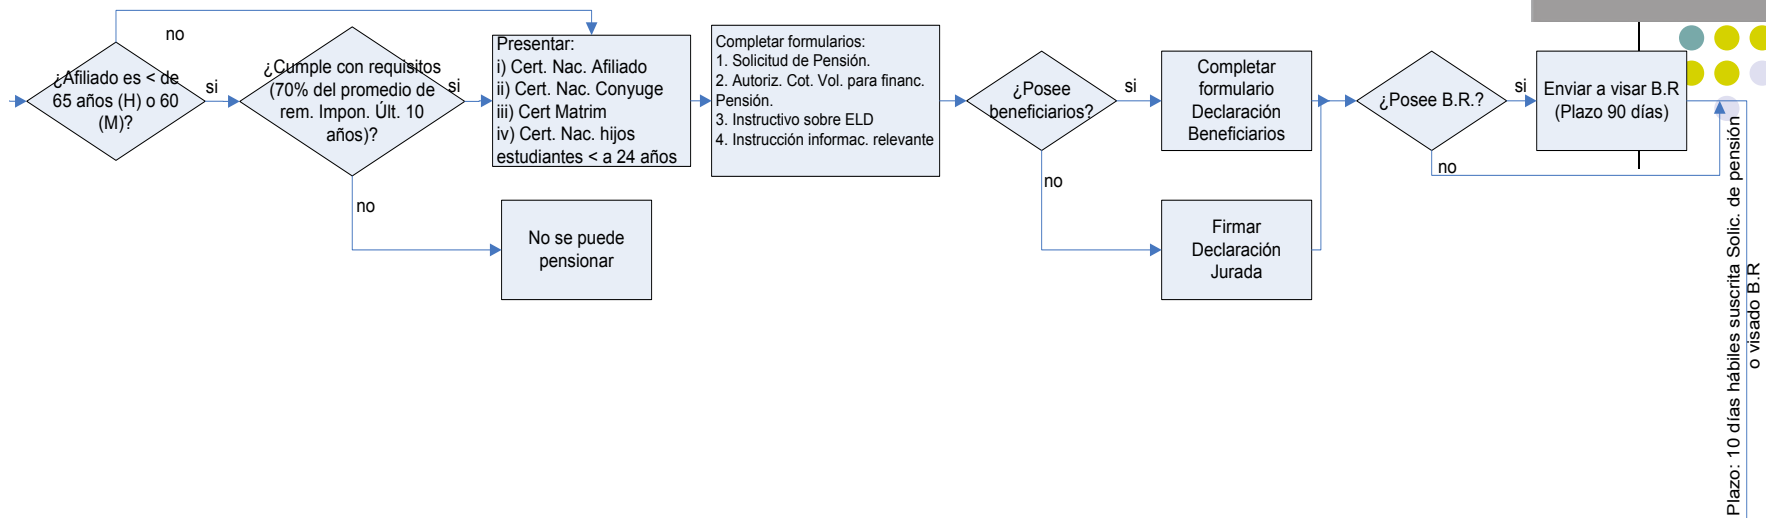 no
¿Afiliado es < de
65 años (H) o 60
(M)?
si
¿Cumple con requisitos
(70% del promedio de
rem. Impon. Últ. 10
años)?
si
no
No se puede
pensionar
Presentar:
i) Cert. Nac. Afiliado
ii) Cert. Nac. Conyuge
iii) Cert Matrim
iv) Cert. Nac. hijos
estudiantes < a 24 años
Completar formularios:
1. Solicitud de Pensión.
2. Autoriz. Cot. Vol. para financ.
Pensión.
3. Instructivo sobre ELD
4. Instrucción informac. relevante
¿Posee
beneficiarios?
si
no
Completar
formulario
Declaración
Beneficiarios
Firmar
Declaración
Jurada
¿Posee B.R.?
si
no
Enviar a visar B.R
(Plazo 90 días)
Plazo: 10 días hábiles suscrita Solic. de pensión
o visado B.R